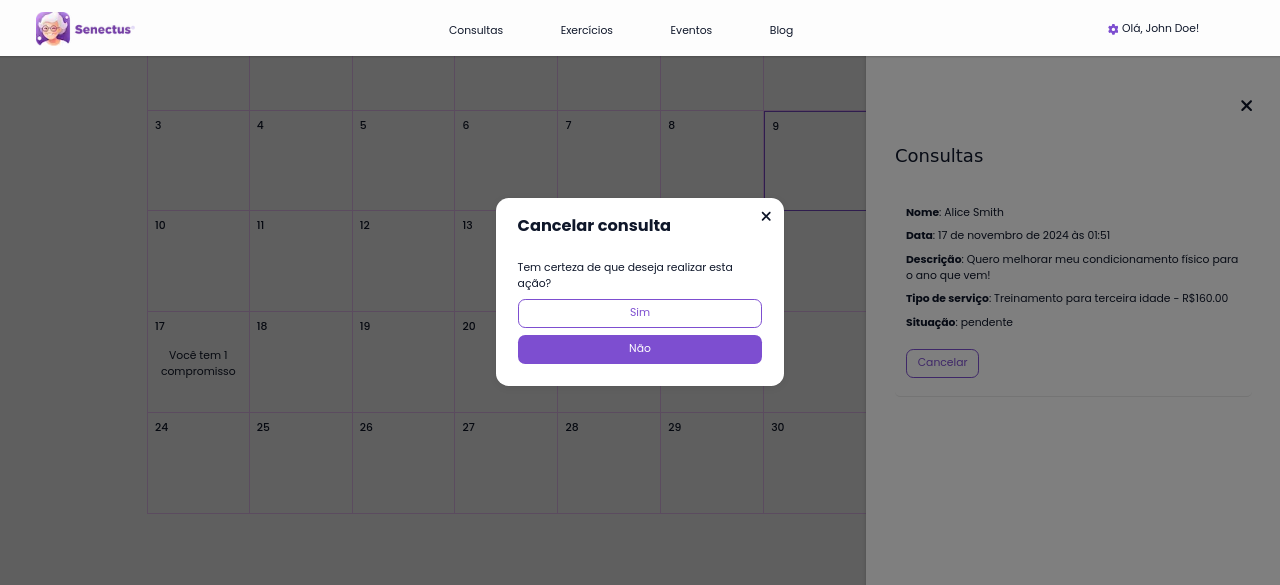 Senectus
Consultas
Exercícios
Eventos
Blog
Olá, John Doe!
3
4
5
6
7
8
9
10
11
12
13
17
18
19
20
Você tem 1
compromisso
24
25
26
27
28
29
30
Cancelar consulta
Tem certeza de que deseja realizar esta
ação?
Sim
Não
Consultas
Nome: Alice Smith
Data: 17 de novembro de 2024 às 01:51
Descrição: Quero melhorar meu condicionamento físico para
o ano que vem!
Tipo de serviço: Treinamento para terceira idade - R$160.00
Situação: pendente
Cancelar